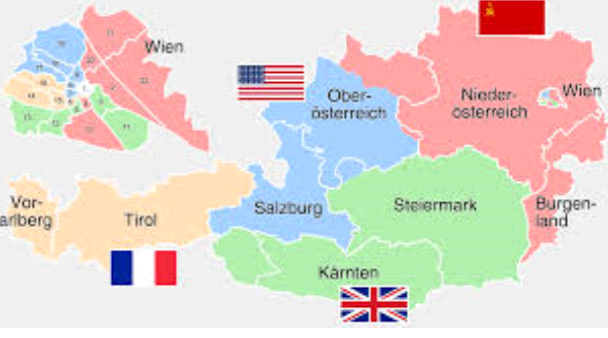 Wien
Ober-
österreich
Nieder-
österreich
Wien
Vor-
arlberg
Tirol
Salzburg
Steiermark
Burgen-
land
Kärnten